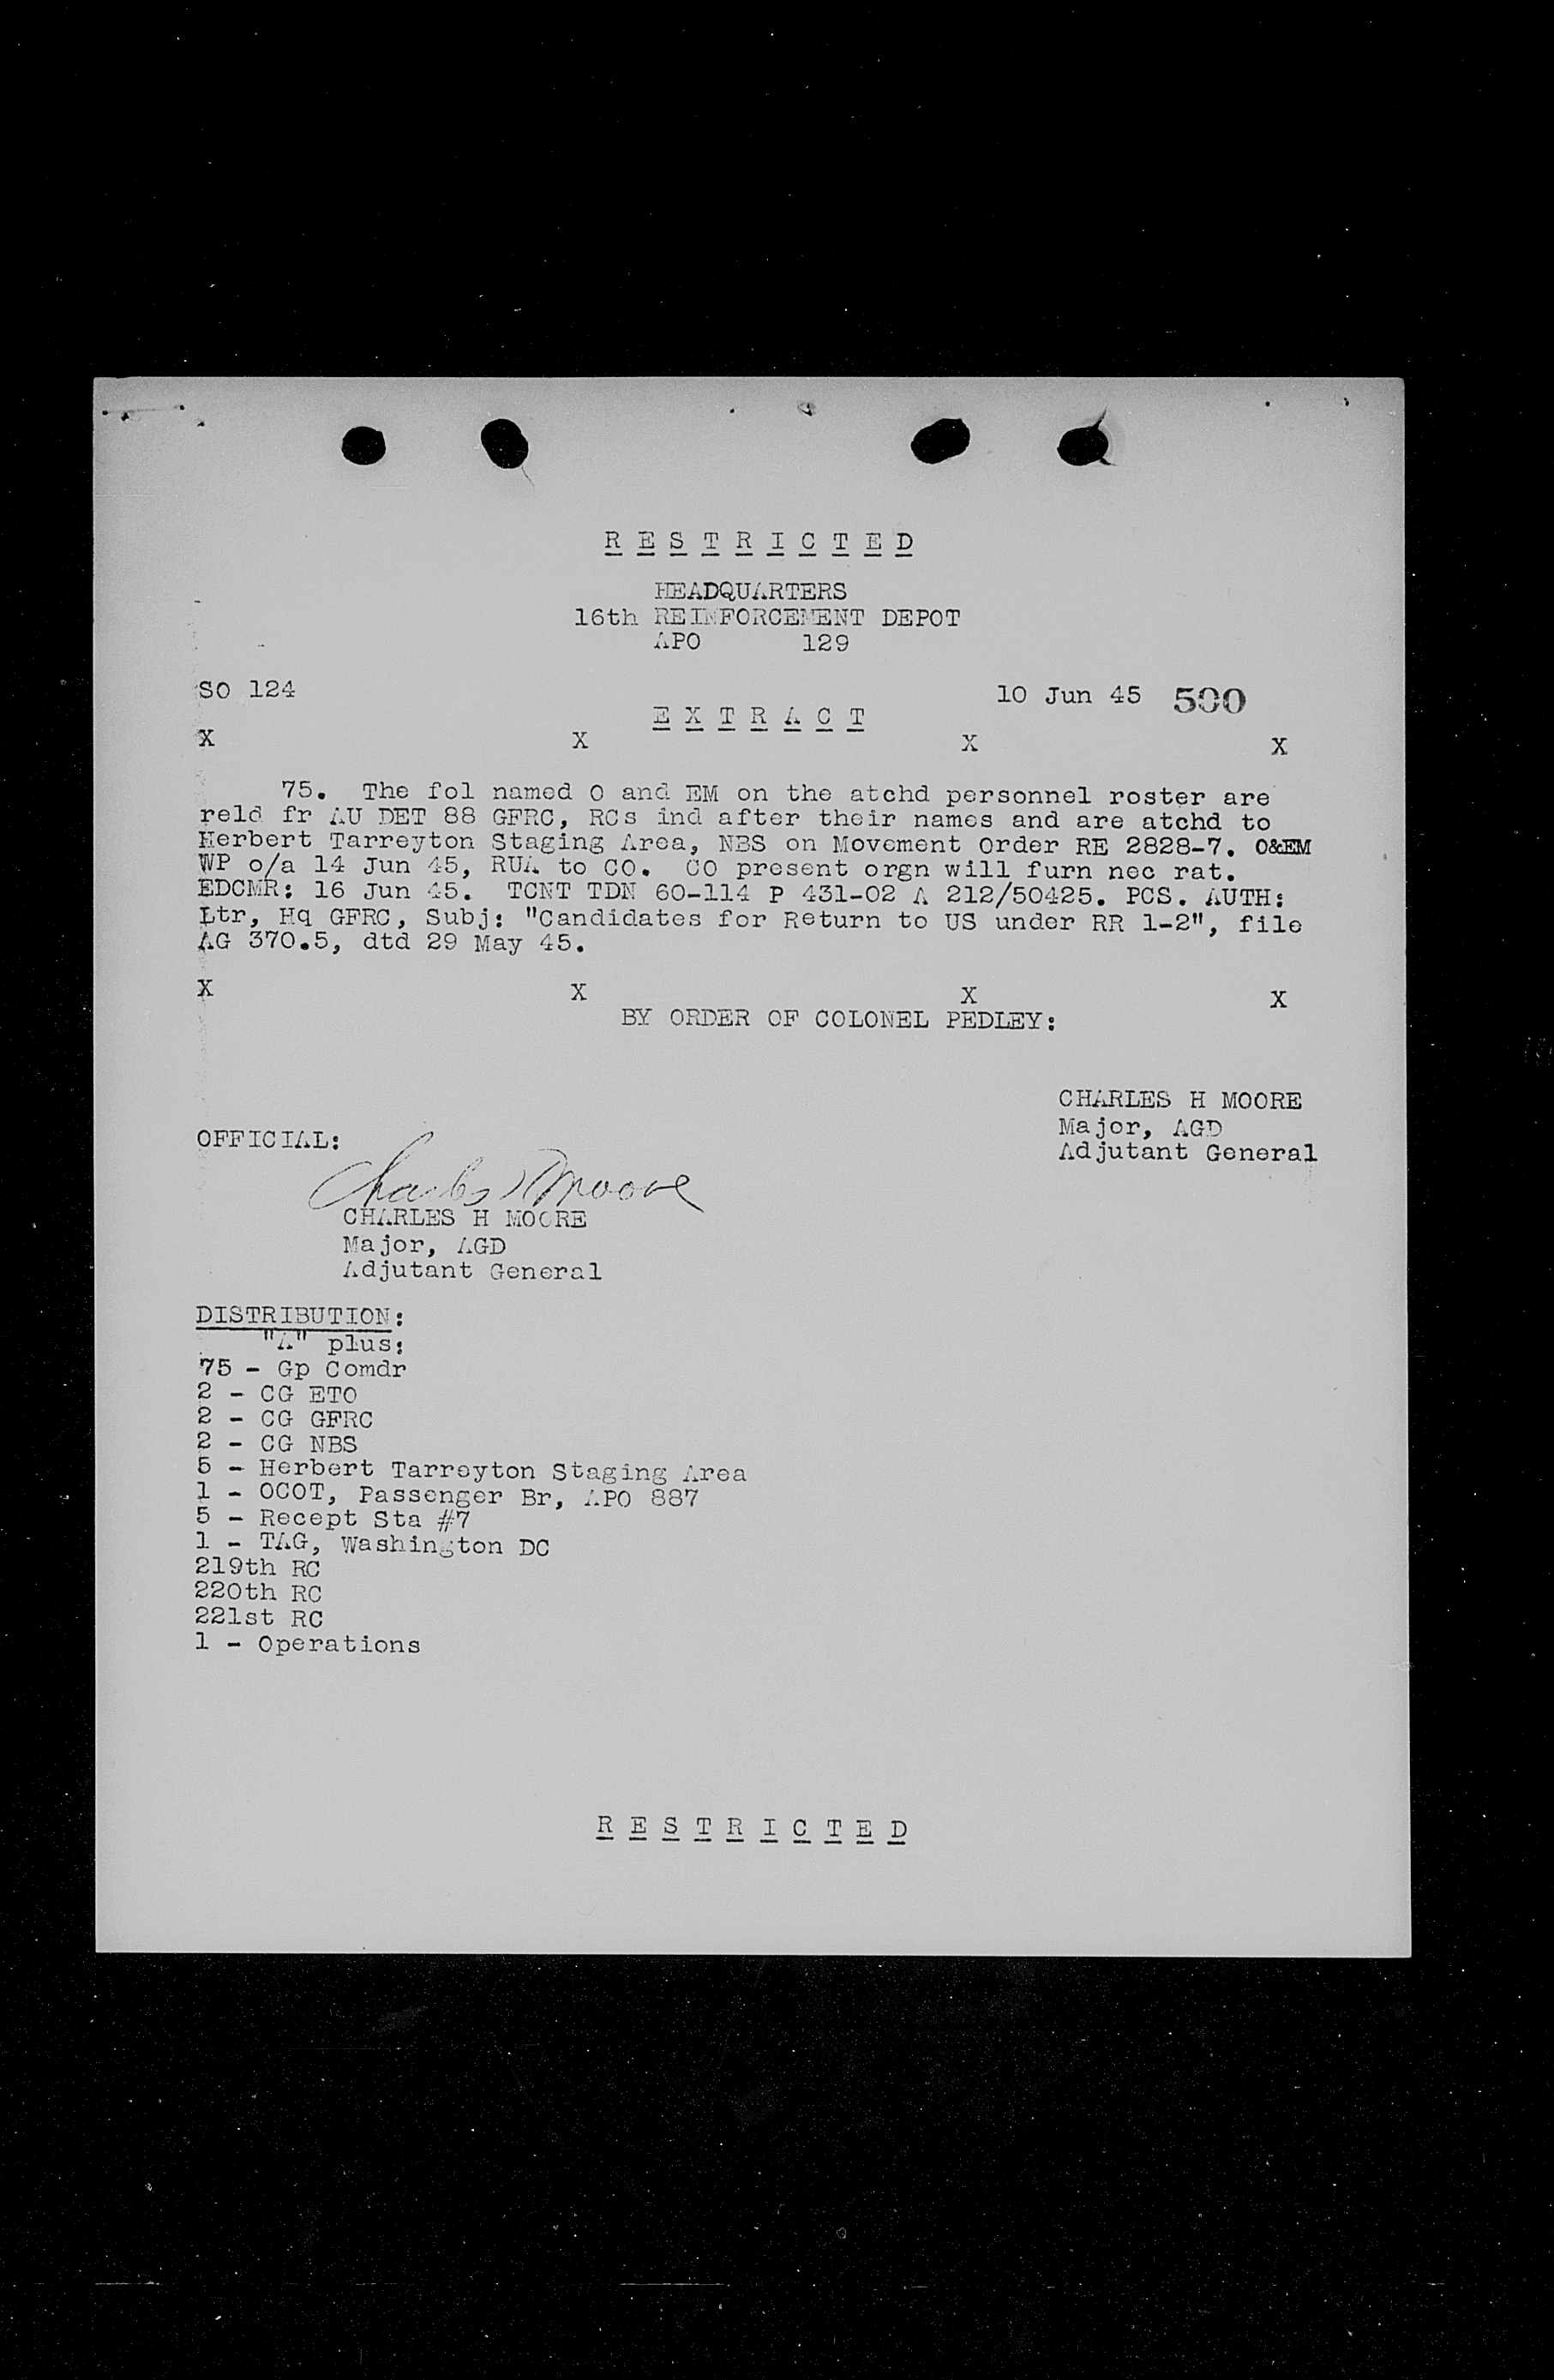 R E S T R I C T E D
HEADQUARTERS
16th REINFORCEMENT DEPOT
APO 129
SO 124
10 Jun 45 500
E X T R A C T
X X X X
75. The fol named O and EM on the atchd personnel roster are
reld fr AU DET 88 GFRC, RCs ind after their names and are atchd to
Herbert Tarreyton Staging Area, NBS on Movement Order RE 2828-7. O&EM
WP o/a 14 Jun 45, RUA to CO. CO present orgn will furn nec rat.
EDCMR: 16 Jun 45. TCNT TDN 60-114 P 431-02 A 212/50425. PCS. AUTH:
Ltr, Hq GFRC, Subj: "Candidates for Return to US under RR 1-2", file
AG 370.5, dtd 29 May 45.
X X X X
BY ORDER OF COLONEL PEDLEY:
CHARLES H MOORE
Major, AGD
Adjutant General
OFFICIAL:
Charles H Moore
CHARLES H MOORE
Major, AGD
Adjutant General
DISTRIBUTION:
"A" plus:
75 - Gp Comdr
2 - CG ETO
2 - CG GFRC
2 - CG NBS
5 - Herbert Tarreyton Staging Area
1 - OCOT, Passenger Br, APO 887
5 - Recept Sta #7
1 - TAG, Washington DC
219th RC
220th RC
221st RC
1 - Operations
R E S T R I C T E D